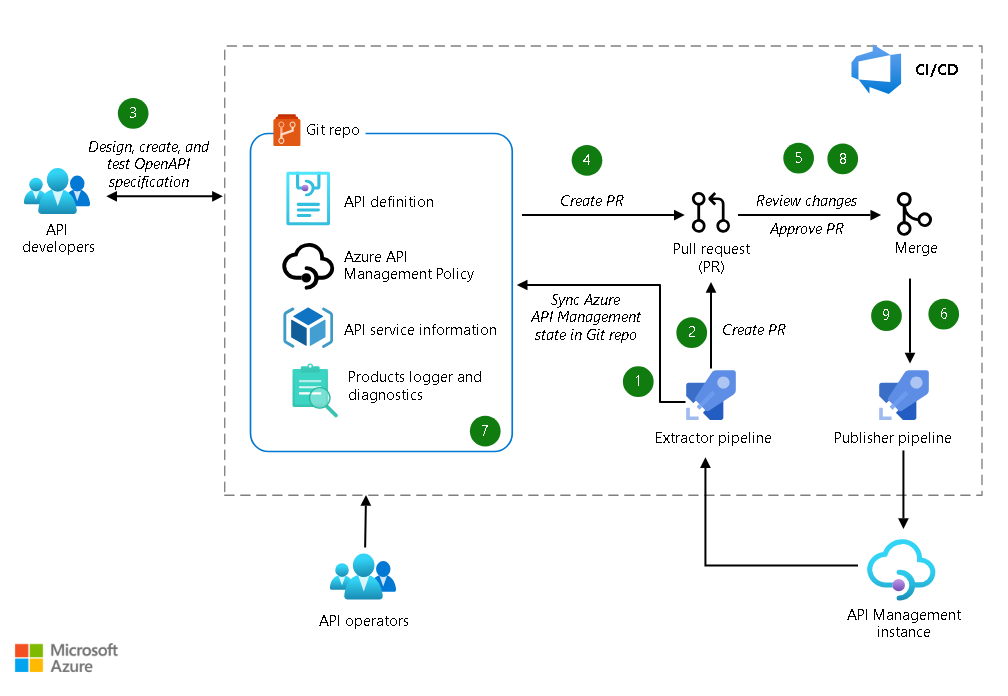 CI/CD
3
Design, create, and
test OpenAPI
specification
API
developers
Git repo
API definition
Azure API
Management Policy
API service information
Products logger and
diagnostics
7
4
Create PR
Pull request
(PR)
5
8
Review changes
Approve PR
Merge
Sync Azure
API Management
state in Git repo
2
Create PR
1
Extractor pipeline
9
6
Publisher pipeline
API operators
API Management
instance
Microsoft
Azure